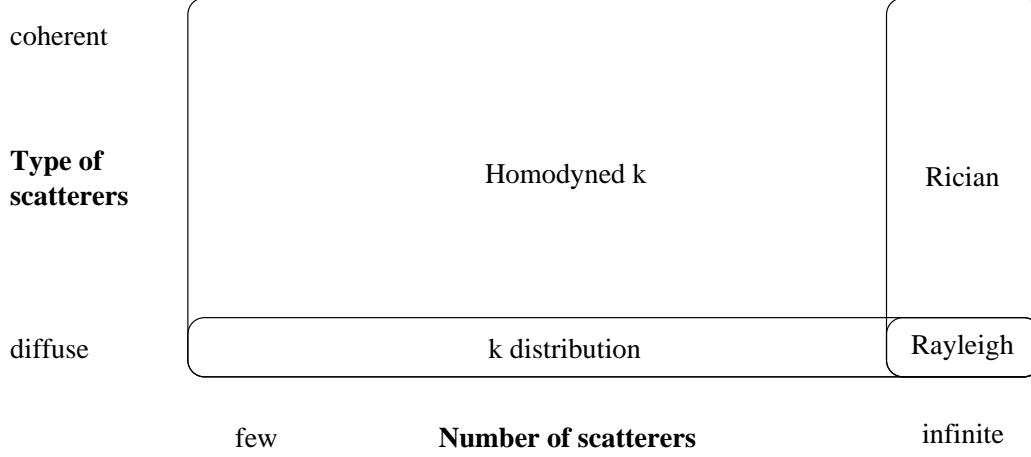 coherent
Type of
scatterers
Homodyned k
Rician
diffuse
k distribution
Rayleigh
few
Number of scatterers
infinite